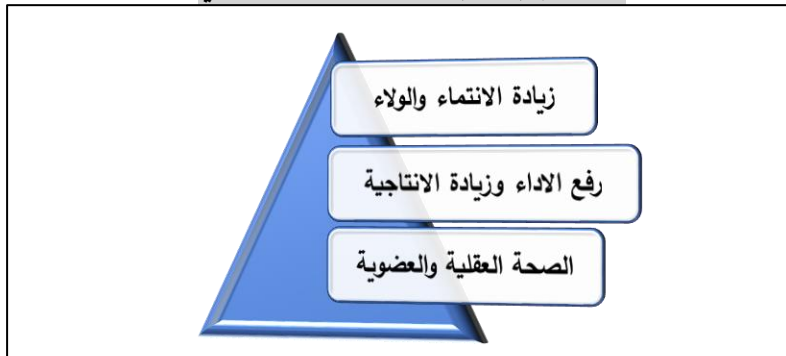 زيادة الانتماء والولاء
رفع الاداء وزيادة الانتاجية
الصحة العقلية والعضوية